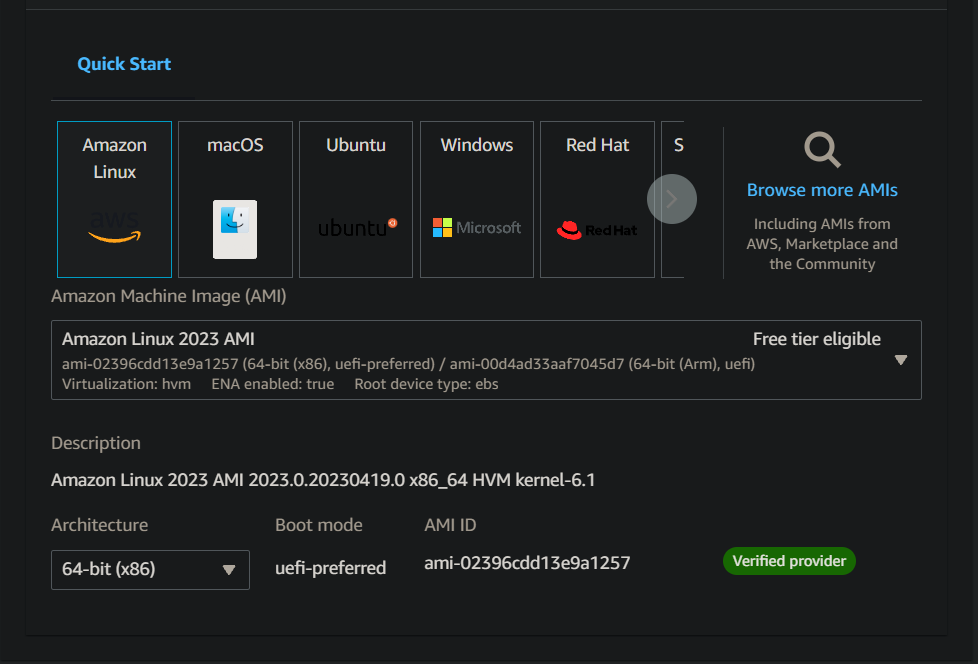 Quick Start
Amazon
Linux
macOS
Ubuntu
Windows
Red Hat
S
aws
ubuntu
Microsoft
Red Hat
Browse more AMIs
Including AMIs from
AWS, Marketplace and
the Community
Amazon Machine Image (AMI)
Amazon Linux 2023 AMI
Free tier eligible
ami-02396cdd13e9a1257 (64-bit (x86), uefi-preferred) / ami-00d4ad33aaf7045d7 (64-bit (Arm), uefi)
Virtualization: hvm ENA enabled: true Root device type: ebs
Description
Amazon Linux 2023 AMI 2023.0.20230419.0 x86_64 HVM kernel-6.1
Architecture
Boot mode
AMI ID
64-bit (x86)
uefi-preferred
ami-02396cdd13e9a1257
Verified provider